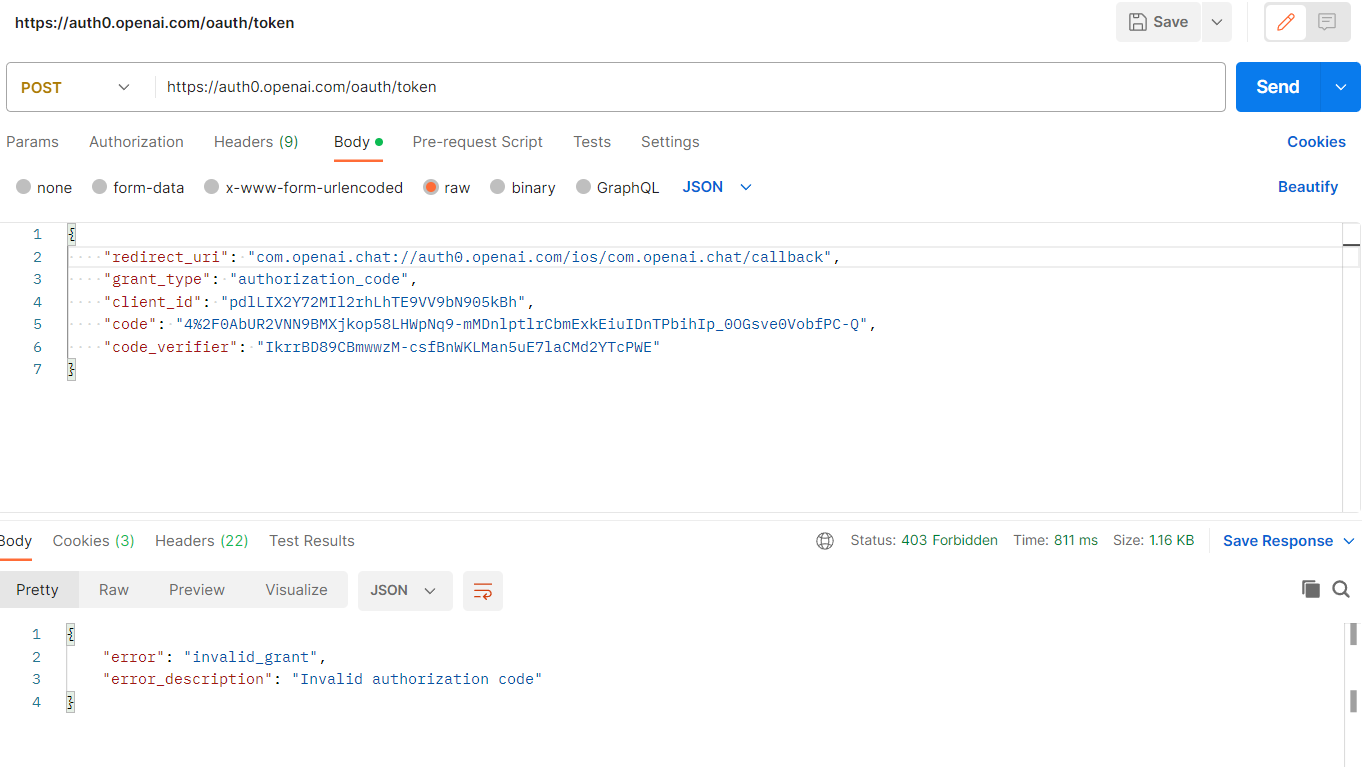 https://auth0.openai.com/oauth/token
Save
POST
https://auth0.openai.com/oauth/token
Send
Params Authorization Headers (9) Body Pre-request Script Tests Settings Cookies
none form-data x-www-form-urlencoded raw binary GraphQL JSON Beautify
1 {
2 "redirect_uri": "com.openai.chat://auth0.openai.com/ios/com.openai.chat/callback",
3 "grant_type": "authorization_code",
4 "client_id": "pdlLIX2Y72MIl2rhLhTE9VV9bN905kBh",
5 "code": "4%2F0AbUR2VNN9BMXjkop58LHWpNq9-mMDnlptlrCbmExkEiuIDnTPbihIp_0OGsve0VobfPC-Q",
6 "code_verifier": "IkrrBD89CBmwwzM-csfBnWKLMan5uE7laCMd2YTcPWE"
7 }
Body Cookies (3) Headers (22) Test Results Status: 403 Forbidden Time: 811 ms Size: 1.16 KB Save Response
Pretty Raw Preview Visualize JSON
1 {
2 "error": "invalid_grant",
3 "error_description": "Invalid authorization code"
4 }